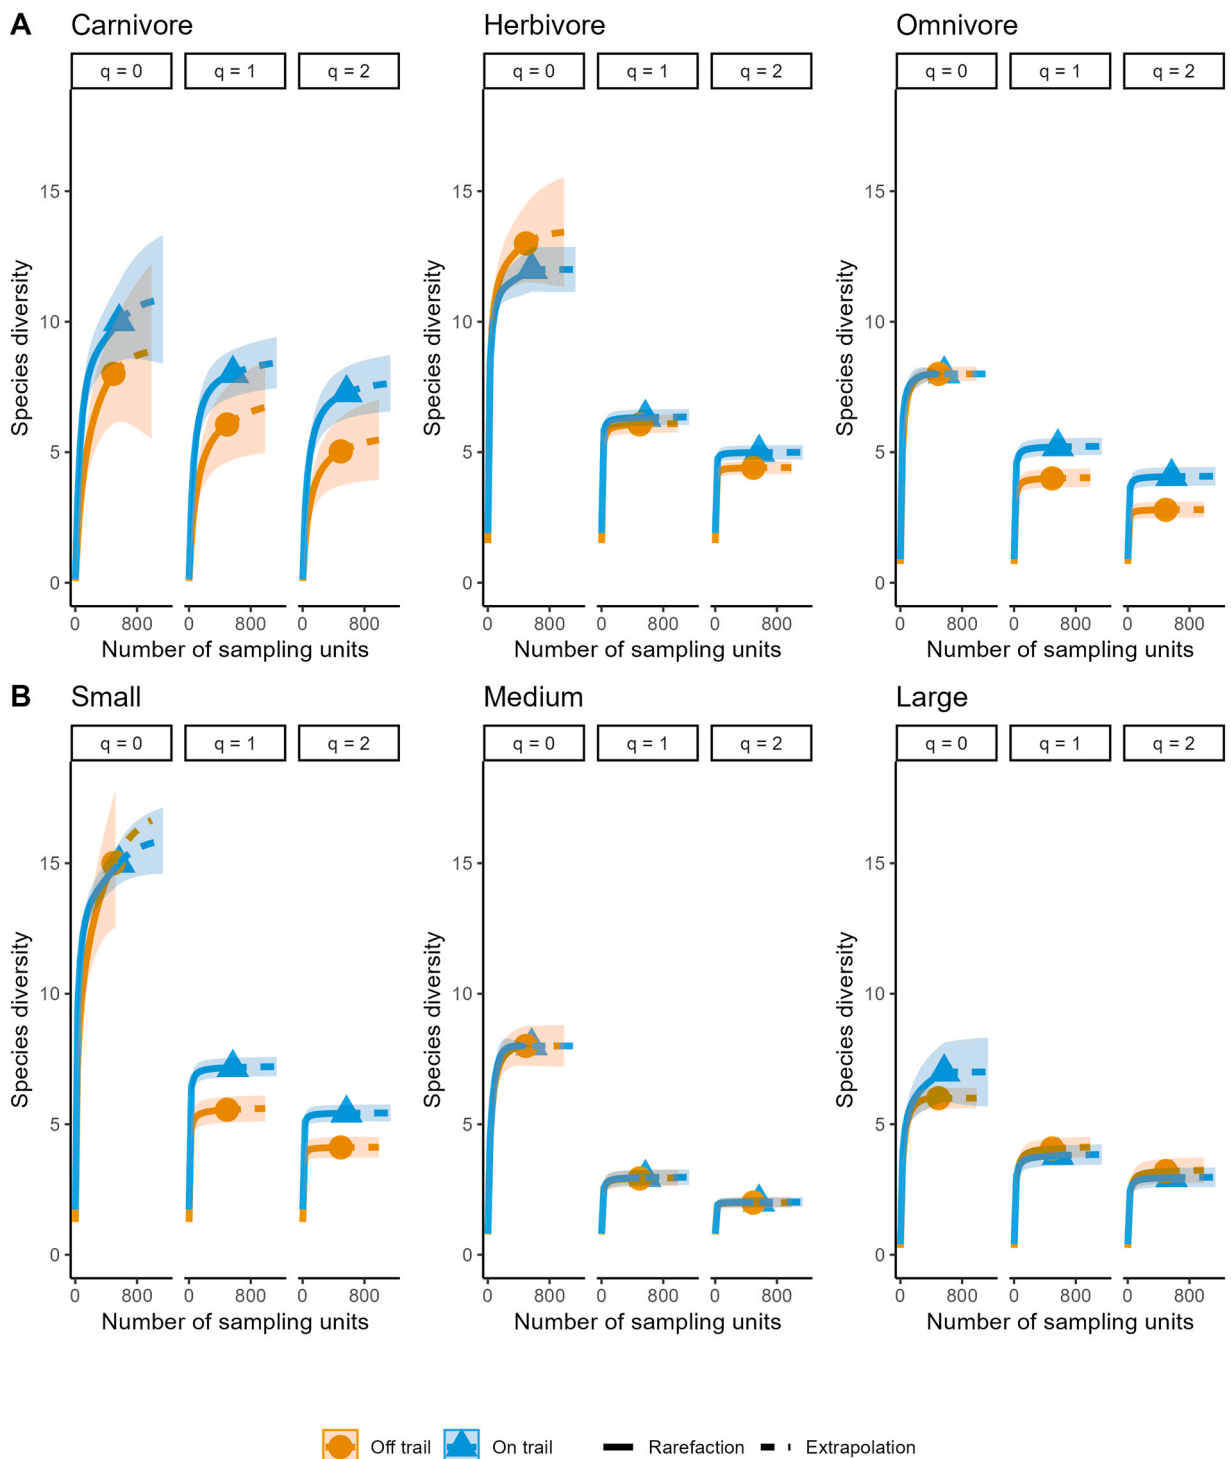 A
Carnivore
Herbivore
Omnivore
q = 0
q = 1
q = 2
q = 0
q = 1
q = 2
q = 0
q = 1
q = 2
Species diversity
15
10
5
0
Species diversity
15
10
5
0
Species diversity
15
10
5
0
0
800
0
800
0
800
0
800
0
800
0
800
0
800
0
800
0
800
Number of sampling units
Number of sampling units
Number of sampling units
B
Small
Medium
Large
q = 0
q = 1
q = 2
q = 0
q = 1
q = 2
q = 0
q = 1
q = 2
Species diversity
15
10
5
0
Species diversity
15
10
5
0
Species diversity
15
10
5
0
0
800
0
800
0
800
0
800
0
800
0
800
0
800
0
800
0
800
Number of sampling units
Number of sampling units
Number of sampling units
Off trail
On trail
Rarefaction
Extrapolation